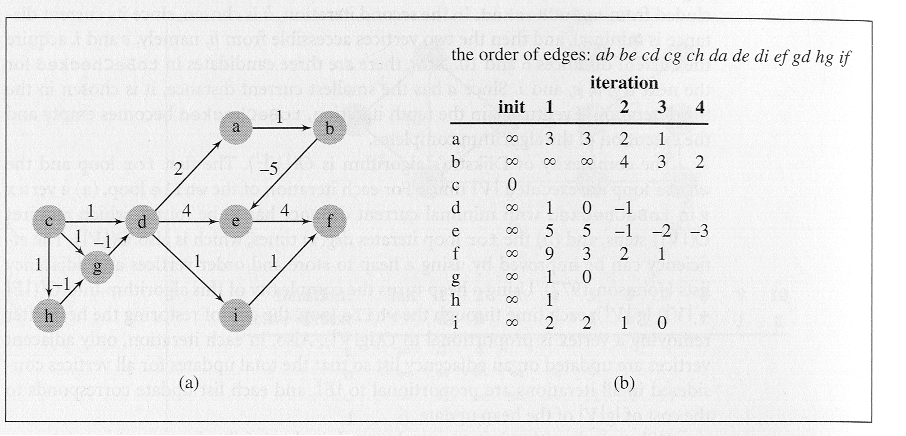 the order of edges: ab be cd cg ch da de di ef gd hg if
iteration
init 1 2 3 4
a ∞ 3 3 2 1
b ∞ ∞ ∞ 4 3 2
c 0
d ∞ 1 0 −1
e ∞ 5 5 −1 −2 −3
f ∞ 9 3 2 1
g ∞ 1 0
h ∞ 1
i ∞ 2 2 1 0
a 1 b
2 −5
c 1 d 4 e 4 f
1 −1
g
1 −1 1 1
h i
(a) (b)